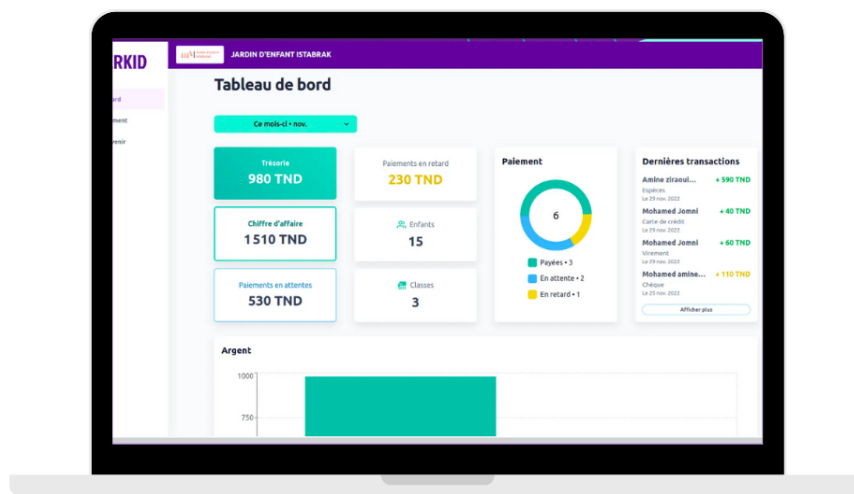 RKID
JARDIN D'ENFANT ISTABRAK
Tableau de bord
Ce mois-ci • nov.
Trésorie
980 TND
Paiements en retard
230 TND
Chiffre d'affaire
1 510 TND
Enfants
15
Paiements en attentes
530 TND
Classes
3
Paiement
6
Payées • 3
En attente • 2
En retard • 1
Dernières transactions
Amine ziraoui... + 590 TND
Espèces
Le 29 nov. 2022
Mohamed Jomni + 40 TND
Carte de crédit
Le 29 nov. 2022
Mohamed Jomni + 60 TND
Virement
Le 29 nov. 2022
Mohamed amine... + 110 TND
Chèque
Le 23 nov. 2022
Afficher plus
Argent
1000
750